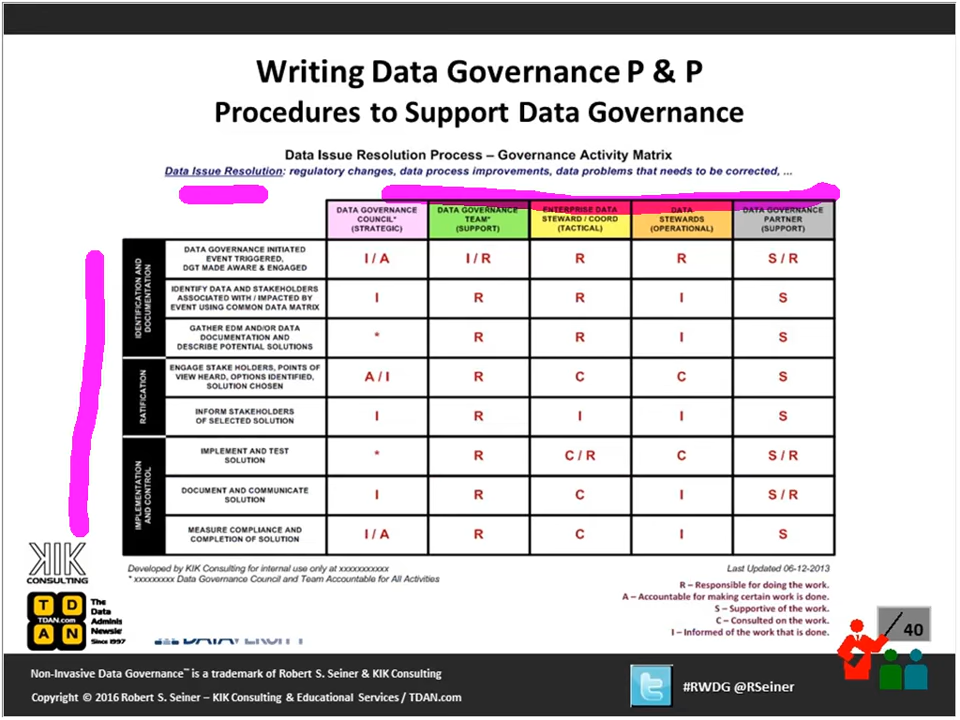 Writing Data Governance P & P
Procedures to Support Data Governance
Data Issue Resolution Process – Governance Activity Matrix
Data Issue Resolution: regulatory changes, data process improvements, data problems that needs to be corrected, ...
DATA GOVERNANCE COUNCIL* (STRATEGIC)
DATA GOVERNANCE TEAM* (SUPPORT)
ENTERPRISE DATA STEWARD / COORD (TACTICAL)
DATA STEWARDS (OPERATIONAL)
DATA GOVERNANCE PARTNER (SUPPORT)
IDENTIFICATION AND DOCUMENTATION
DATA GOVERNANCE INITIATED EVENT TRIGGERED, DGT MADE AWARE & ENGAGED I / A I / R R R S / R
IDENTIFY DATA AND STAKEHOLDERS ASSOCIATED WITH / IMPACTED BY EVENT USING COMMON DATA MATRIX I R R I S
GATHER EDM AND/OR DATA DOCUMENTATION AND DESCRIBE POTENTIAL SOLUTIONS * R R I S
RATIFICATION
ENGAGE STAKE HOLDERS, POINTS OF VIEW HEARD, OPTIONS IDENTIFIED, SOLUTION CHOSEN A / I R C C S
INFORM STAKEHOLDERS OF SELECTED SOLUTION I R I I S
IMPLEMENTATION AND CONTROL
IMPLEMENT AND TEST SOLUTION * R C / R C S / R
DOCUMENT AND COMMUNICATE SOLUTION I R C I S / R
MEASURE COMPLIANCE AND COMPLETION OF SOLUTION I / A R C I S
Developed by KIK Consulting for internal use only at xxxxxxxxxxx
Last Updated 06-12-2013
* xxxxxxxxx Data Governance Council and Team Accountable for All Activities
R – Responsible for doing the work.
A – Accountable for making certain work is done.
S – Supportive of the work.
C – Consulted on the work.
I – Informed of the work that is done.
KIK
CONSULTING
T D
TDAN.com
A N
The
Data
Adminis
Newsle
Since 1997
/ 40
Non-Invasive Data Governance™ is a trademark of Robert S. Seiner & KIK Consulting
Copyright © 2016 Robert S. Seiner – KIK Consulting & Educational Services / TDAN.com
#RWDG @RSeiner